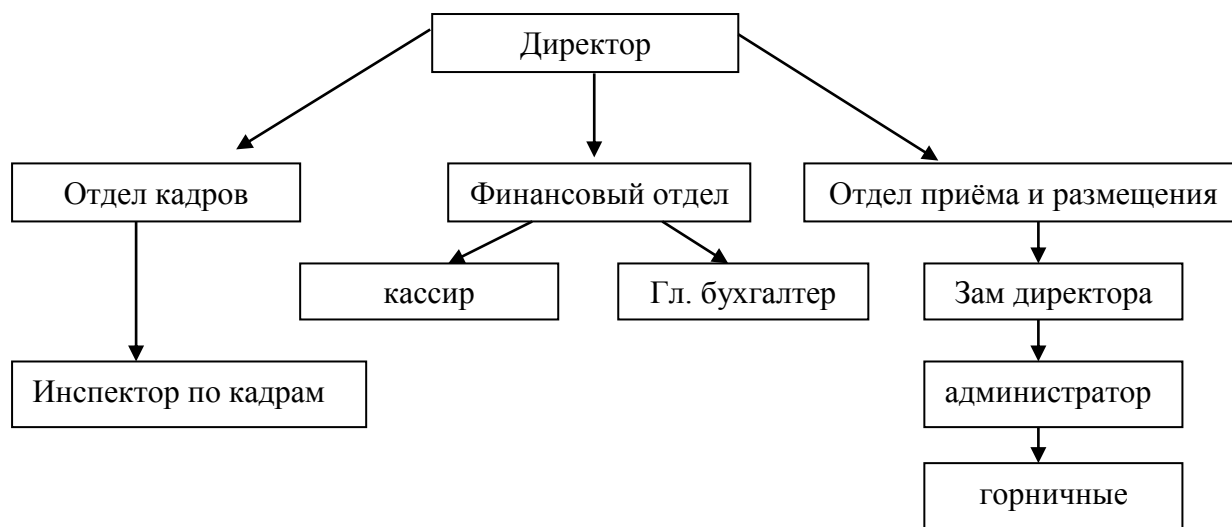 Директор
Отдел кадров
Финансовый отдел
Отдел приёма и размещения
кассир
Гл. бухгалтер
Зам директора
Инспектор по кадрам
администратор
горничные